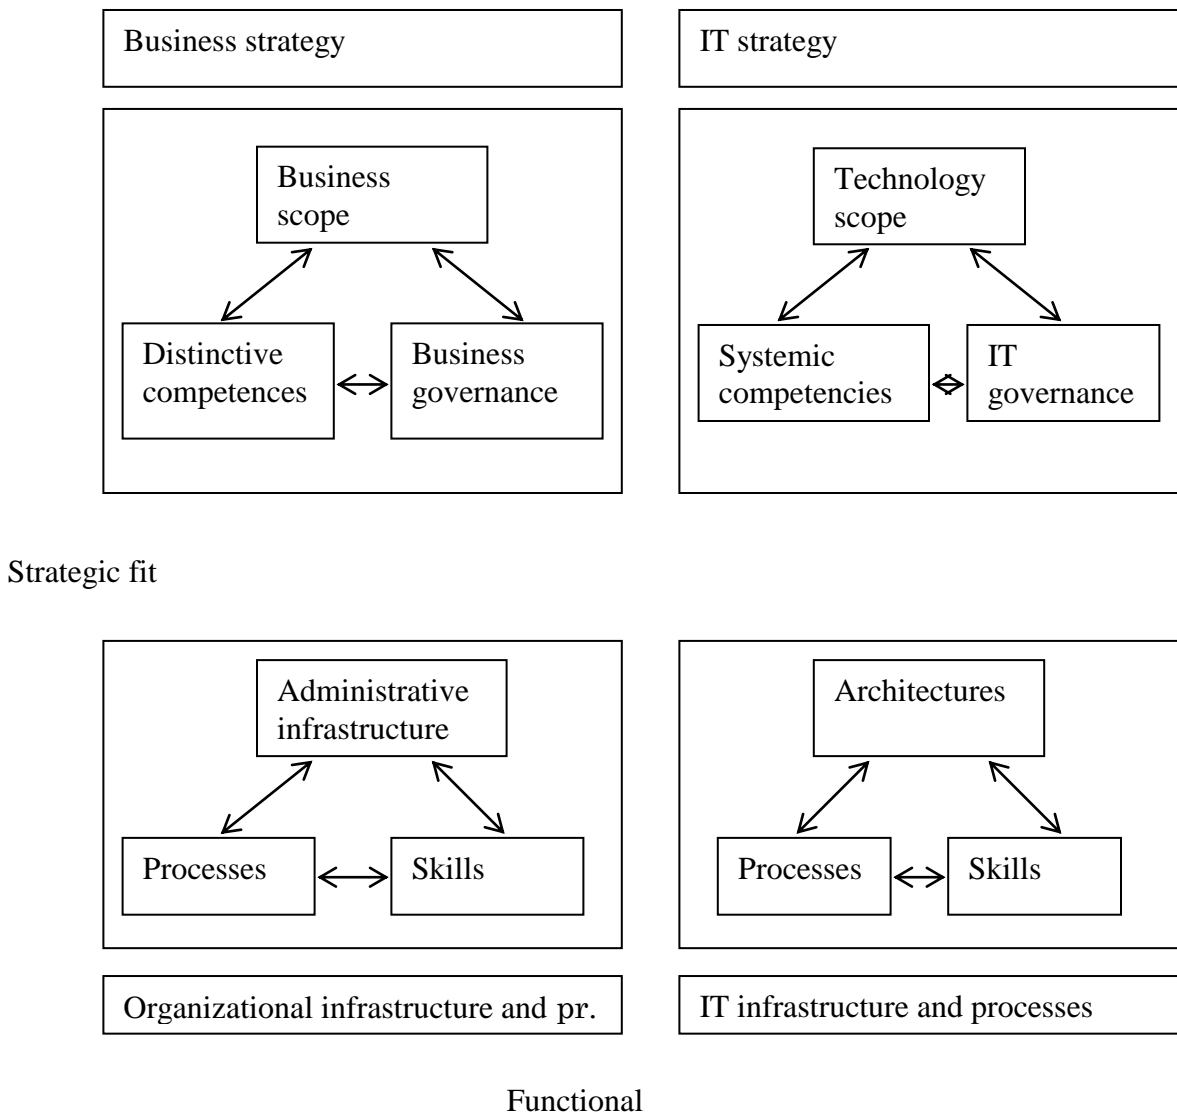 Business strategy
IT strategy
Business
scope
Technology
scope
Distinctive
competences
Business
governance
Systemic
competencies
IT
governance
Strategic fit
Administrative
infrastructure
Architectures
Processes
Skills
Processes
Skills
Organizational infrastructure and pr.
IT infrastructure and processes
Functional